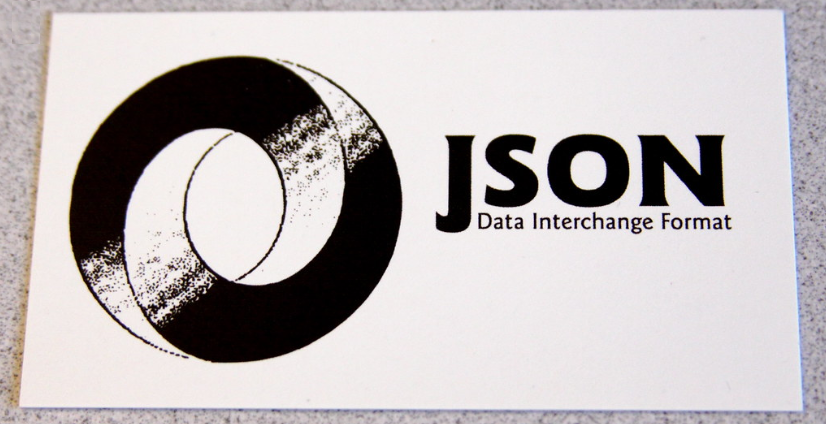 JSON
Data Interchange Format